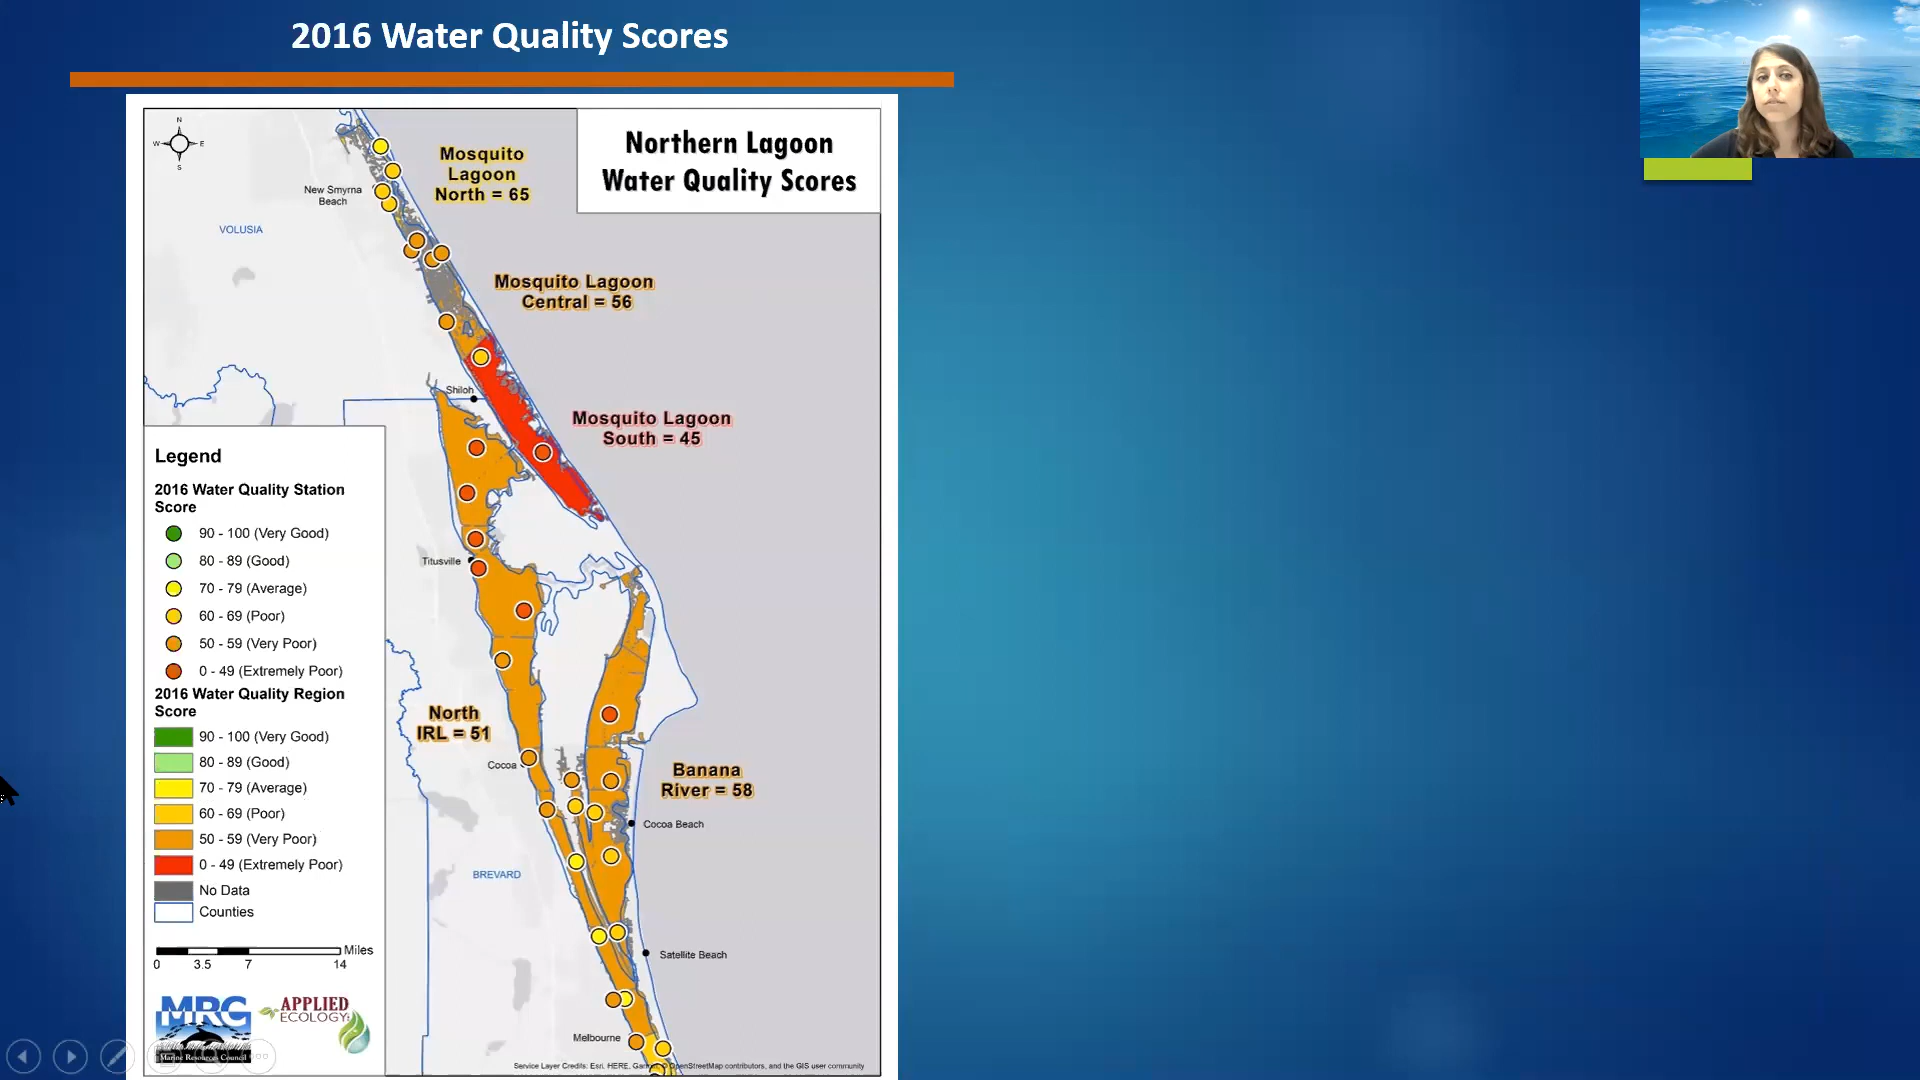 2016 Water Quality Scores
Northern Lagoon
Water Quality Scores
N
W
E
S
Mosquito
Lagoon
North = 65
New Smyrna
Beach
VOLUSIA
Mosquito Lagoon
Central = 56
Shiloh
Mosquito Lagoon
South = 45
Legend
2016 Water Quality Station
Score
90 - 100 (Very Good)
80 - 89 (Good)
70 - 79 (Average)
60 - 69 (Poor)
50 - 59 (Very Poor)
0 - 49 (Extremely Poor)
2016 Water Quality Region
Score
90 - 100 (Very Good)
80 - 89 (Good)
70 - 79 (Average)
60 - 69 (Poor)
50 - 59 (Very Poor)
0 - 49 (Extremely Poor)
No Data
Counties
Miles
0 3.5 7 14
Titusville
North
IRL = 51
Cocoa
Banana
River = 58
Cocoa Beach
BREVARD
Satellite Beach
Melbourne
MRC
Marine Resources Council
APPLIED
ECOLOGY
Service Layer Credits: Esri, HERE, OpenStreetMap contributors, and the GIS user community